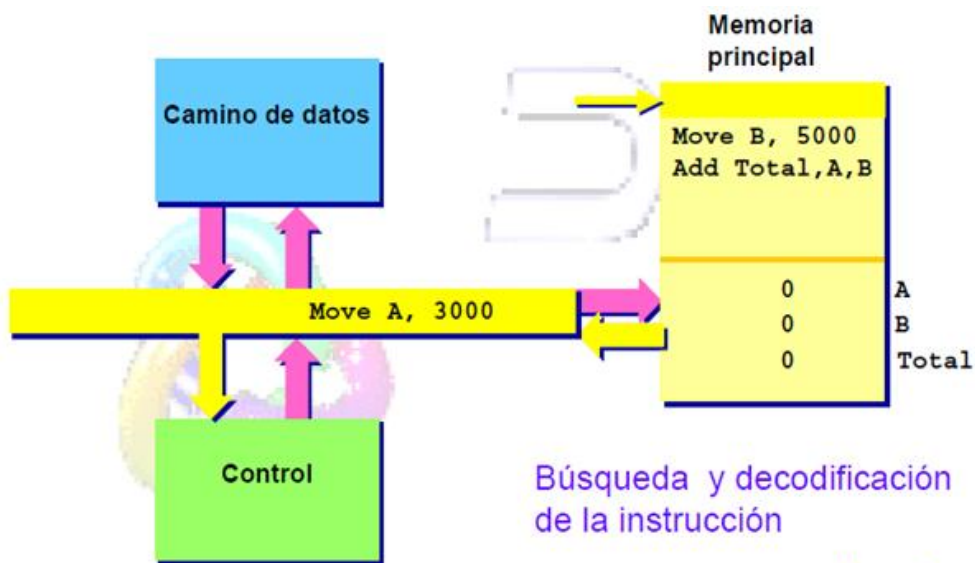 Memoria
principal
Camino de datos
Move B, 5000
Add Total,A,B
Move A, 3000
0 A
0 B
0 Total
Control
Búsqueda y decodificación
de la instrucción